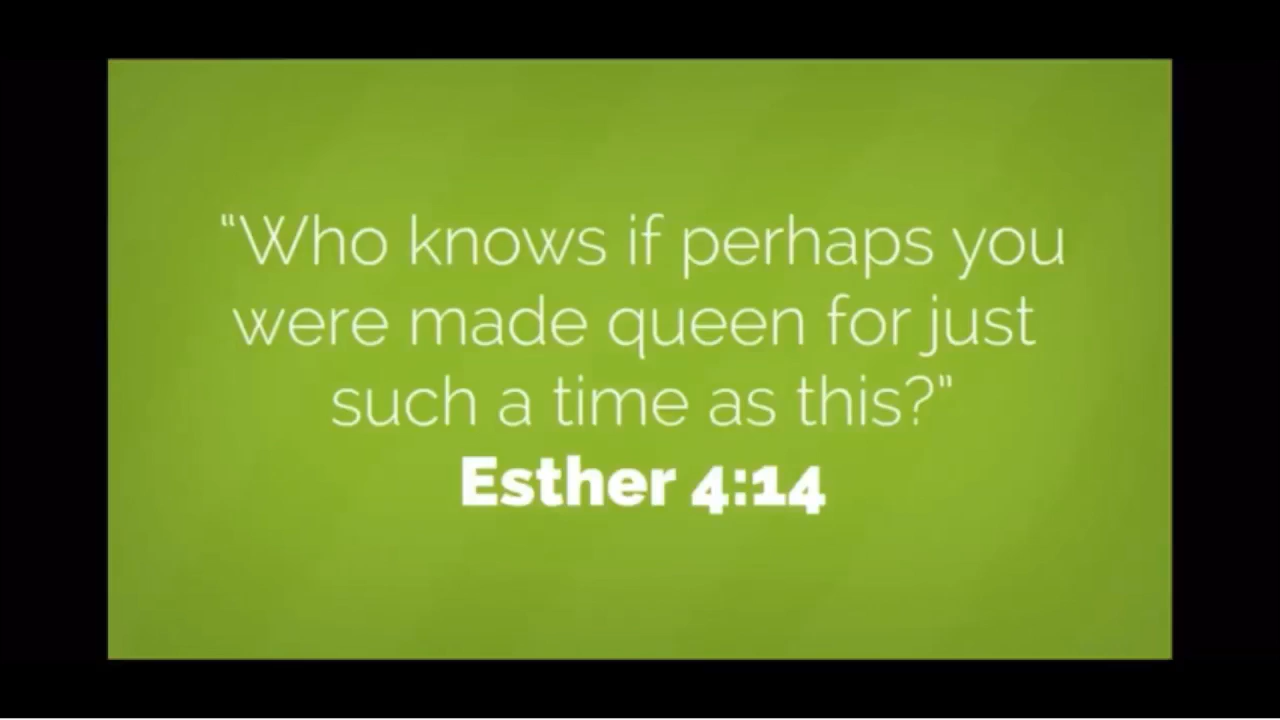 “Who knows if perhaps you
were made queen for just
such a time as this?”
Esther 4:14